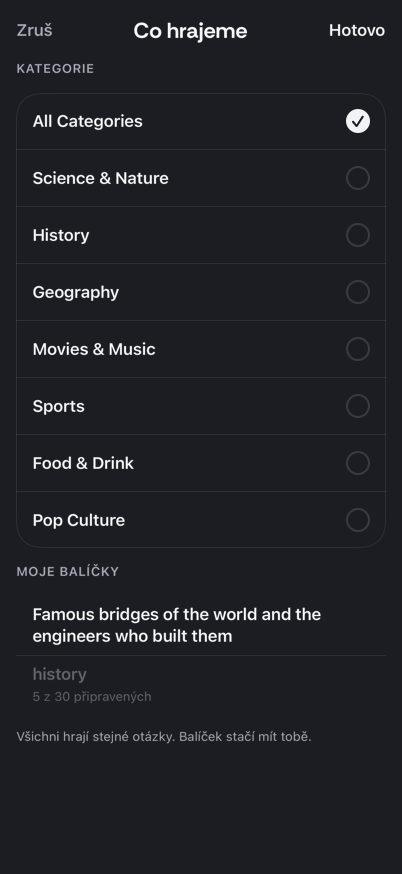 Zruš
Co hrajeme
Hotovo
KATEGORIE
All Categories
Science & Nature
History
Geography
Movies & Music
Sports
Food & Drink
Pop Culture
MOJE BALÍČKY
Famous bridges of the world and the
engineers who built them
history
5 z 30 připravených
Všichni hrají stejné otázky. Balíček stačí mít tobě.